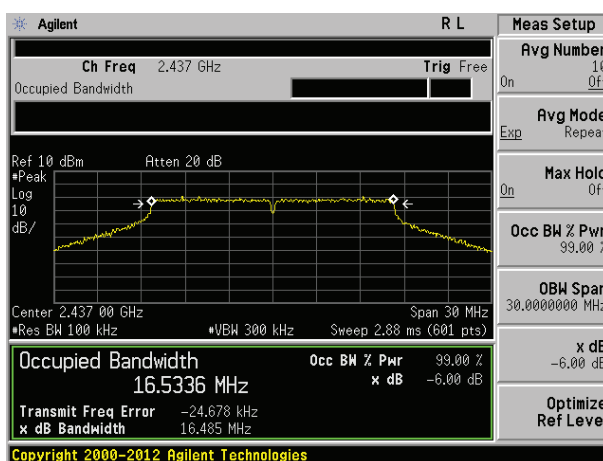 Agilent R L Meas Setup
Ch Freq 2.437 GHz Trig Free
Occupied Bandwidth
Avg Number
On
Avg Mode
Exp
Max Hold
On
Occ BW % Pwr
99.00 %
OBW Span
30.0000000 MHz
x dB
-6.00 dB
Optimize
Ref Level
Ref 10 dBm Atten 20 dB
#Peak
Log
10
dB/
Center 2.437 00 GHz Span 30 MHz
#Res BW 100 kHz #VBW 300 kHz Sweep 2.88 ms (601 pts)
Occupied Bandwidth Occ BW % Pwr 99.00 %
16.5336 MHz x dB -6.00 dB
Transmit Freq Error -24.678 kHz
x dB Bandwidth 16.485 MHz
Copyright 2000-2012 Agilent Technologies